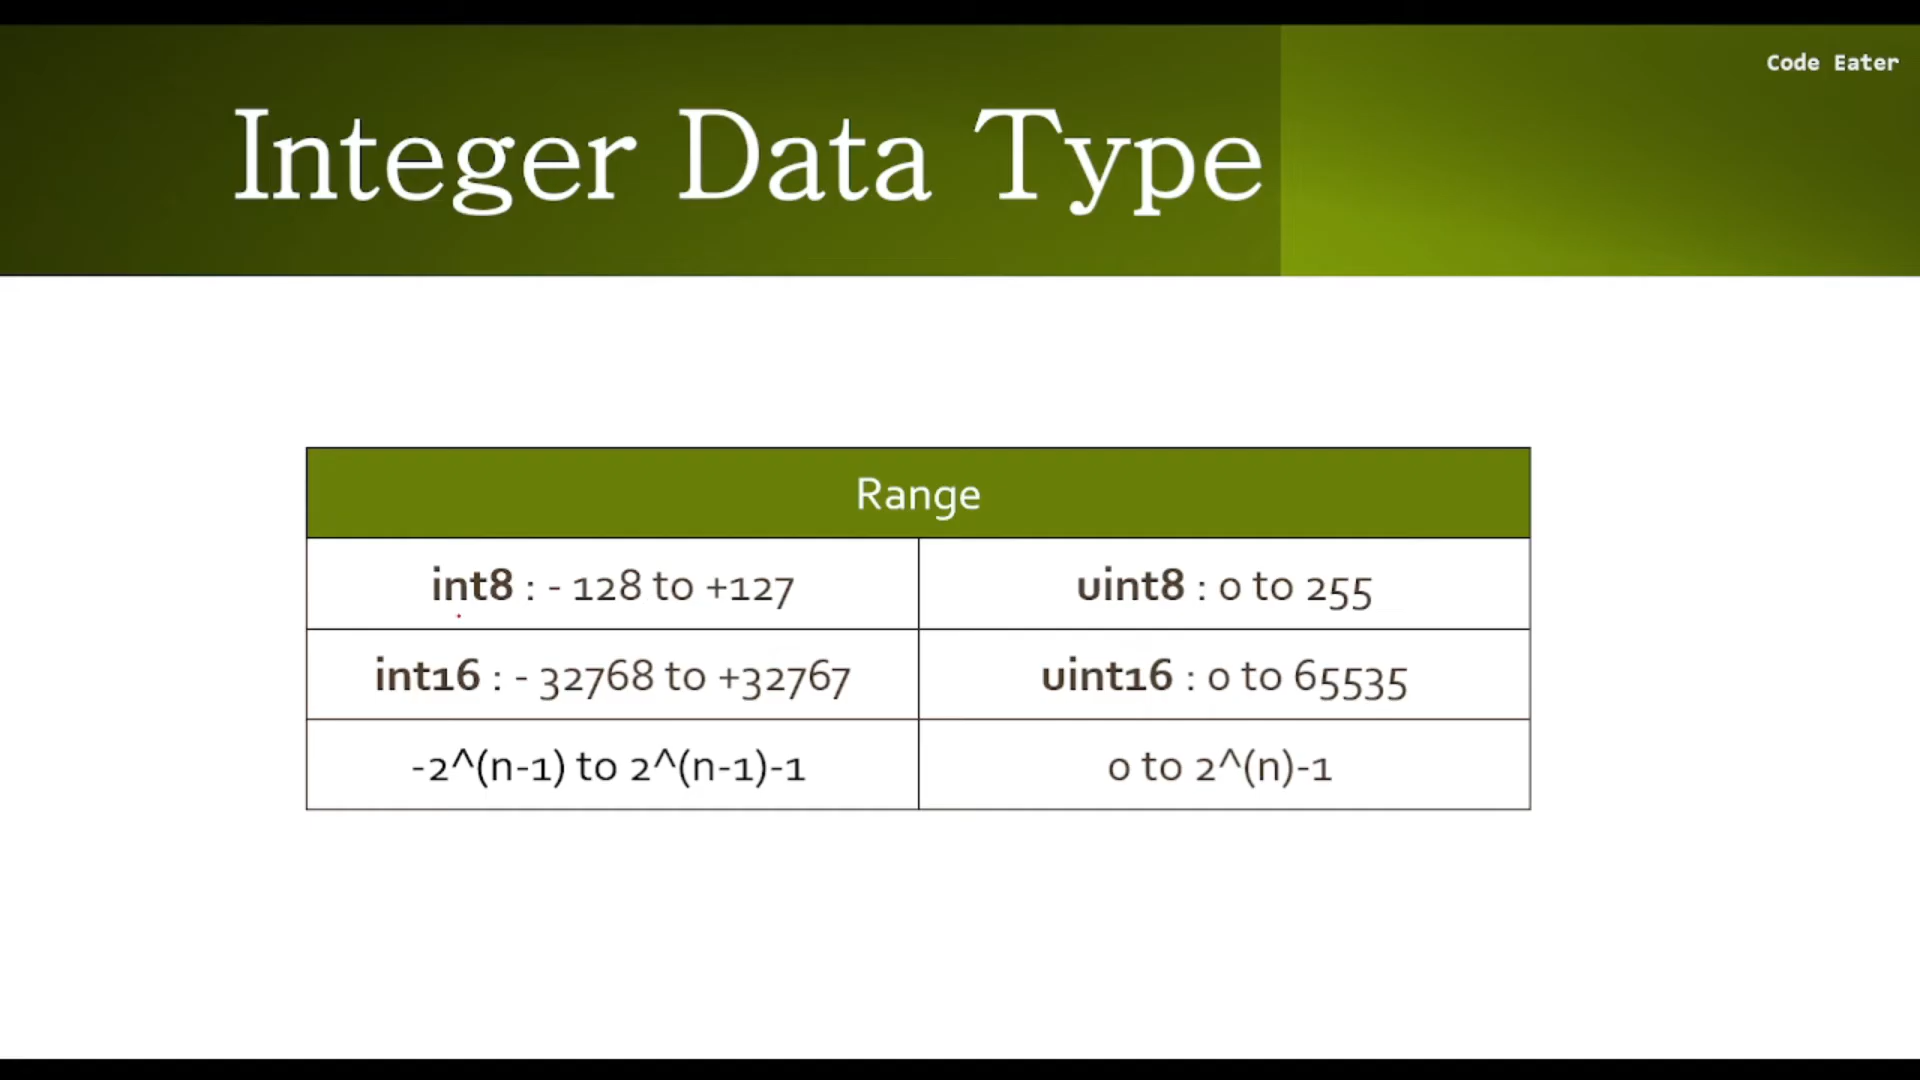 Code Eater
Integer Data Type
Range
int8 : - 128 to +127
uint8 : 0 to 255
int16 : - 32768 to +32767
uint16 : 0 to 65535
-2^(n-1) to 2^(n-1)-1
0 to 2^(n)-1